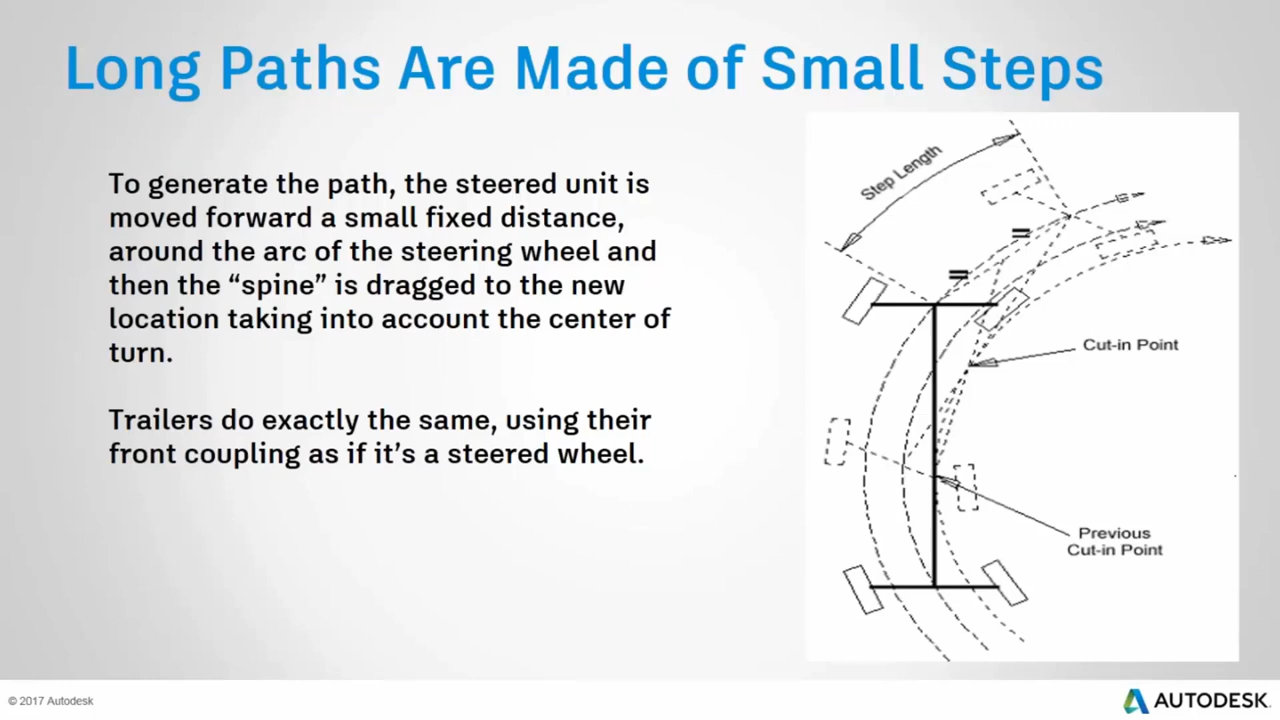 Long Paths Are Made of Small Steps
To generate the path, the steered unit is
moved forward a small fixed distance,
around the arc of the steering wheel and
then the “spine” is dragged to the new
location taking into account the center of
turn.
Trailers do exactly the same, using their
front coupling as if it’s a steered wheel.
Step Length
=
=
Cut-in Point
Previous
Cut-in Point
© 2017 Autodesk
AUTODESK.